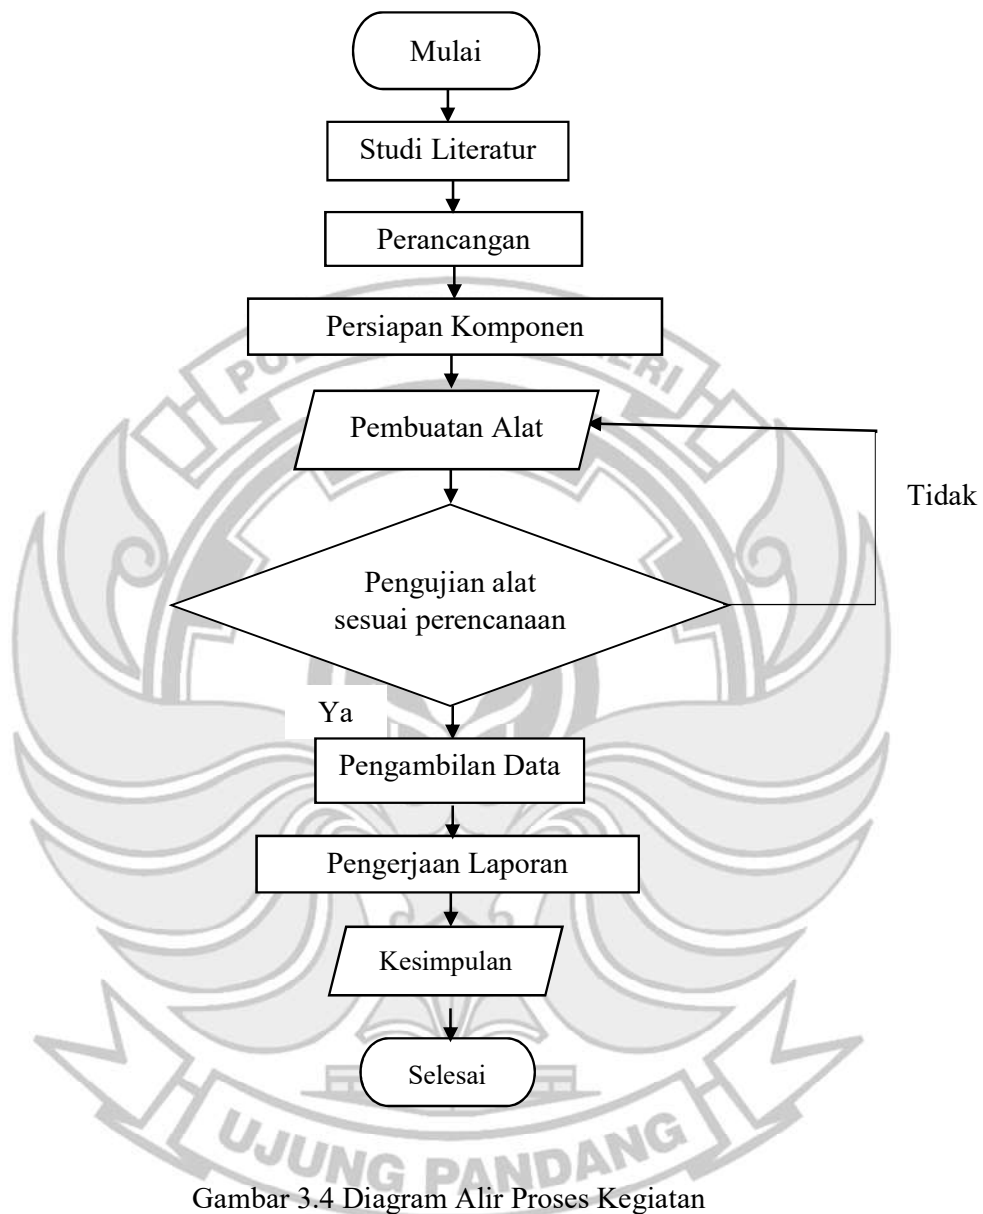 Mulai
Studi Literatur
Perancangan
Persiapan Komponen
Pembuatan Alat
Tidak
Pengujian alat
sesuai perencanaan
Ya
Pengambilan Data
Pengerjaan Laporan
Kesimpulan
Selesai
UJUNG PANDANG
Gambar 3.4 Diagram Alir Proses Kegiatan